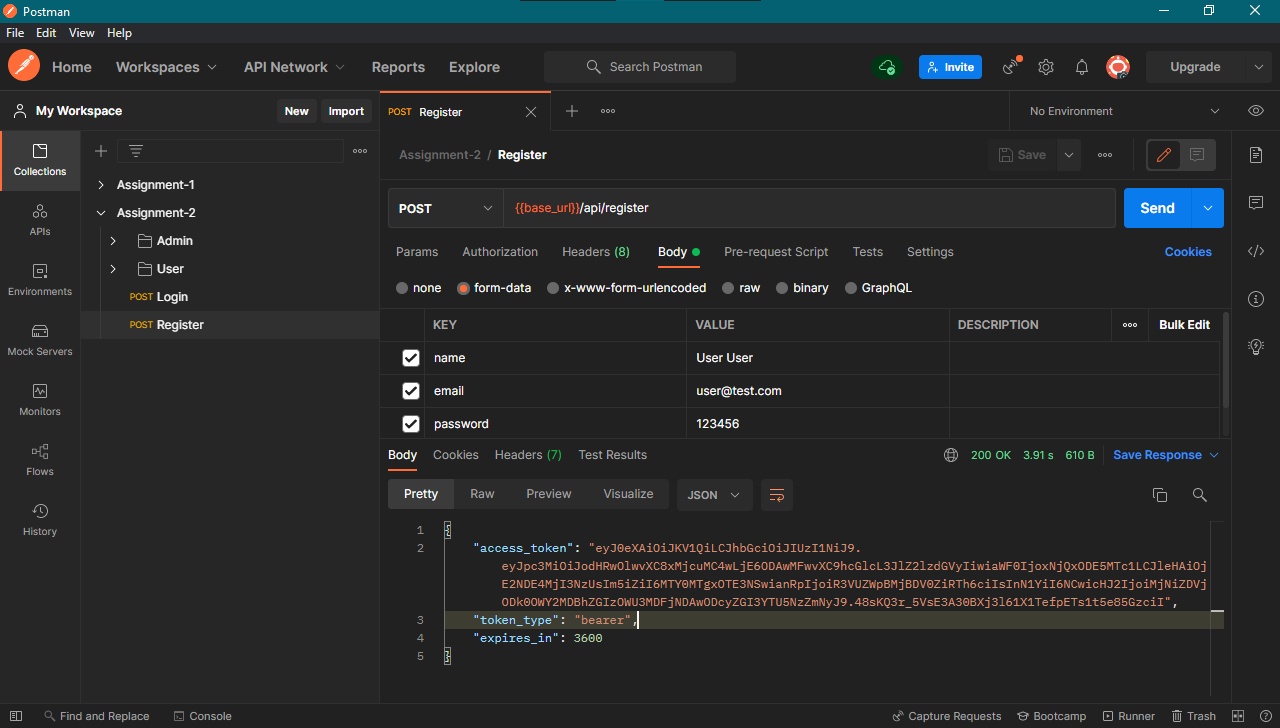 Postman
File Edit View Help
Home Workspaces API Network Reports Explore Search Postman Invite Upgrade
My Workspace New Import POST Register No Environment
Collections
APIs
Environments
Mock Servers
Monitors
Flows
History
Assignment-1
Assignment-2
Admin
User
POST Login
POST Register
Assignment-2 / Register Save
POST {{base_url}}/api/register Send
Params Authorization Headers (8) Body Pre-request Script Tests Settings Cookies
none form-data x-www-form-urlencoded raw binary GraphQL
KEY VALUE DESCRIPTION Bulk Edit
name User User
email user@test.com
password 123456
Body Cookies Headers (7) Test Results 200 OK 3.91 s 610 B Save Response
Pretty Raw Preview Visualize JSON
1 {
2 "access_token": "eyJ0eXAiOiJKV1QiLCJhbGciOiJIUzI1NiJ9.
eyJpc3MiOiJodHRwOlwvXC8xMjcuMC4wLjE6ODAwMFwvXC9hcGlcL3JlZ2lzdGVyIiwiaWF0IjoxNjQxODE5MTc1LCJleHAiOj
E2NDE4MjI3NzUsIm5iZiI6MTY0MTgxOTE3NSwianRpIjoiR3VUZWpBMjBDV0ZiRTh6ciIsInN1YiI6NCwicHJ2IjoiMjNiZDVj
ODk0OWY2MDBhZGIzOWU3MDFjNDAwODcyZGI3YTU5NzZmNyJ9.48sKQ3r_5VsE3A30BXj3l61X1TefpETs1t5e85GzciI",
3 "token_type": "bearer",
4 "expires_in": 3600
5 }
Find and Replace Console Capture Requests Bootcamp Runner Trash